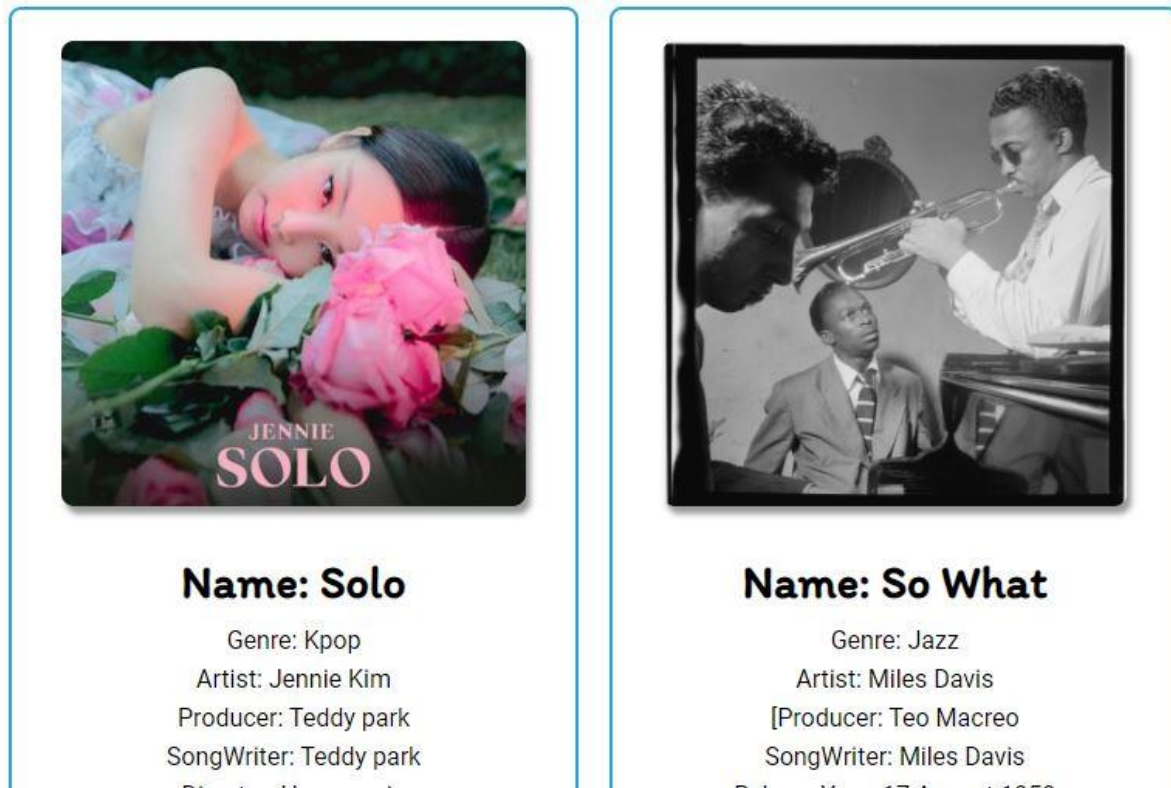 JENNIE
SOLO
Name: Solo
Genre: Kpop
Artist: Jennie Kim
Producer: Teddy park
SongWriter: Teddy park
Name: So What
Genre: Jazz
Artist: Miles Davis
[Producer: Teo Macreo
SongWriter: Miles Davis